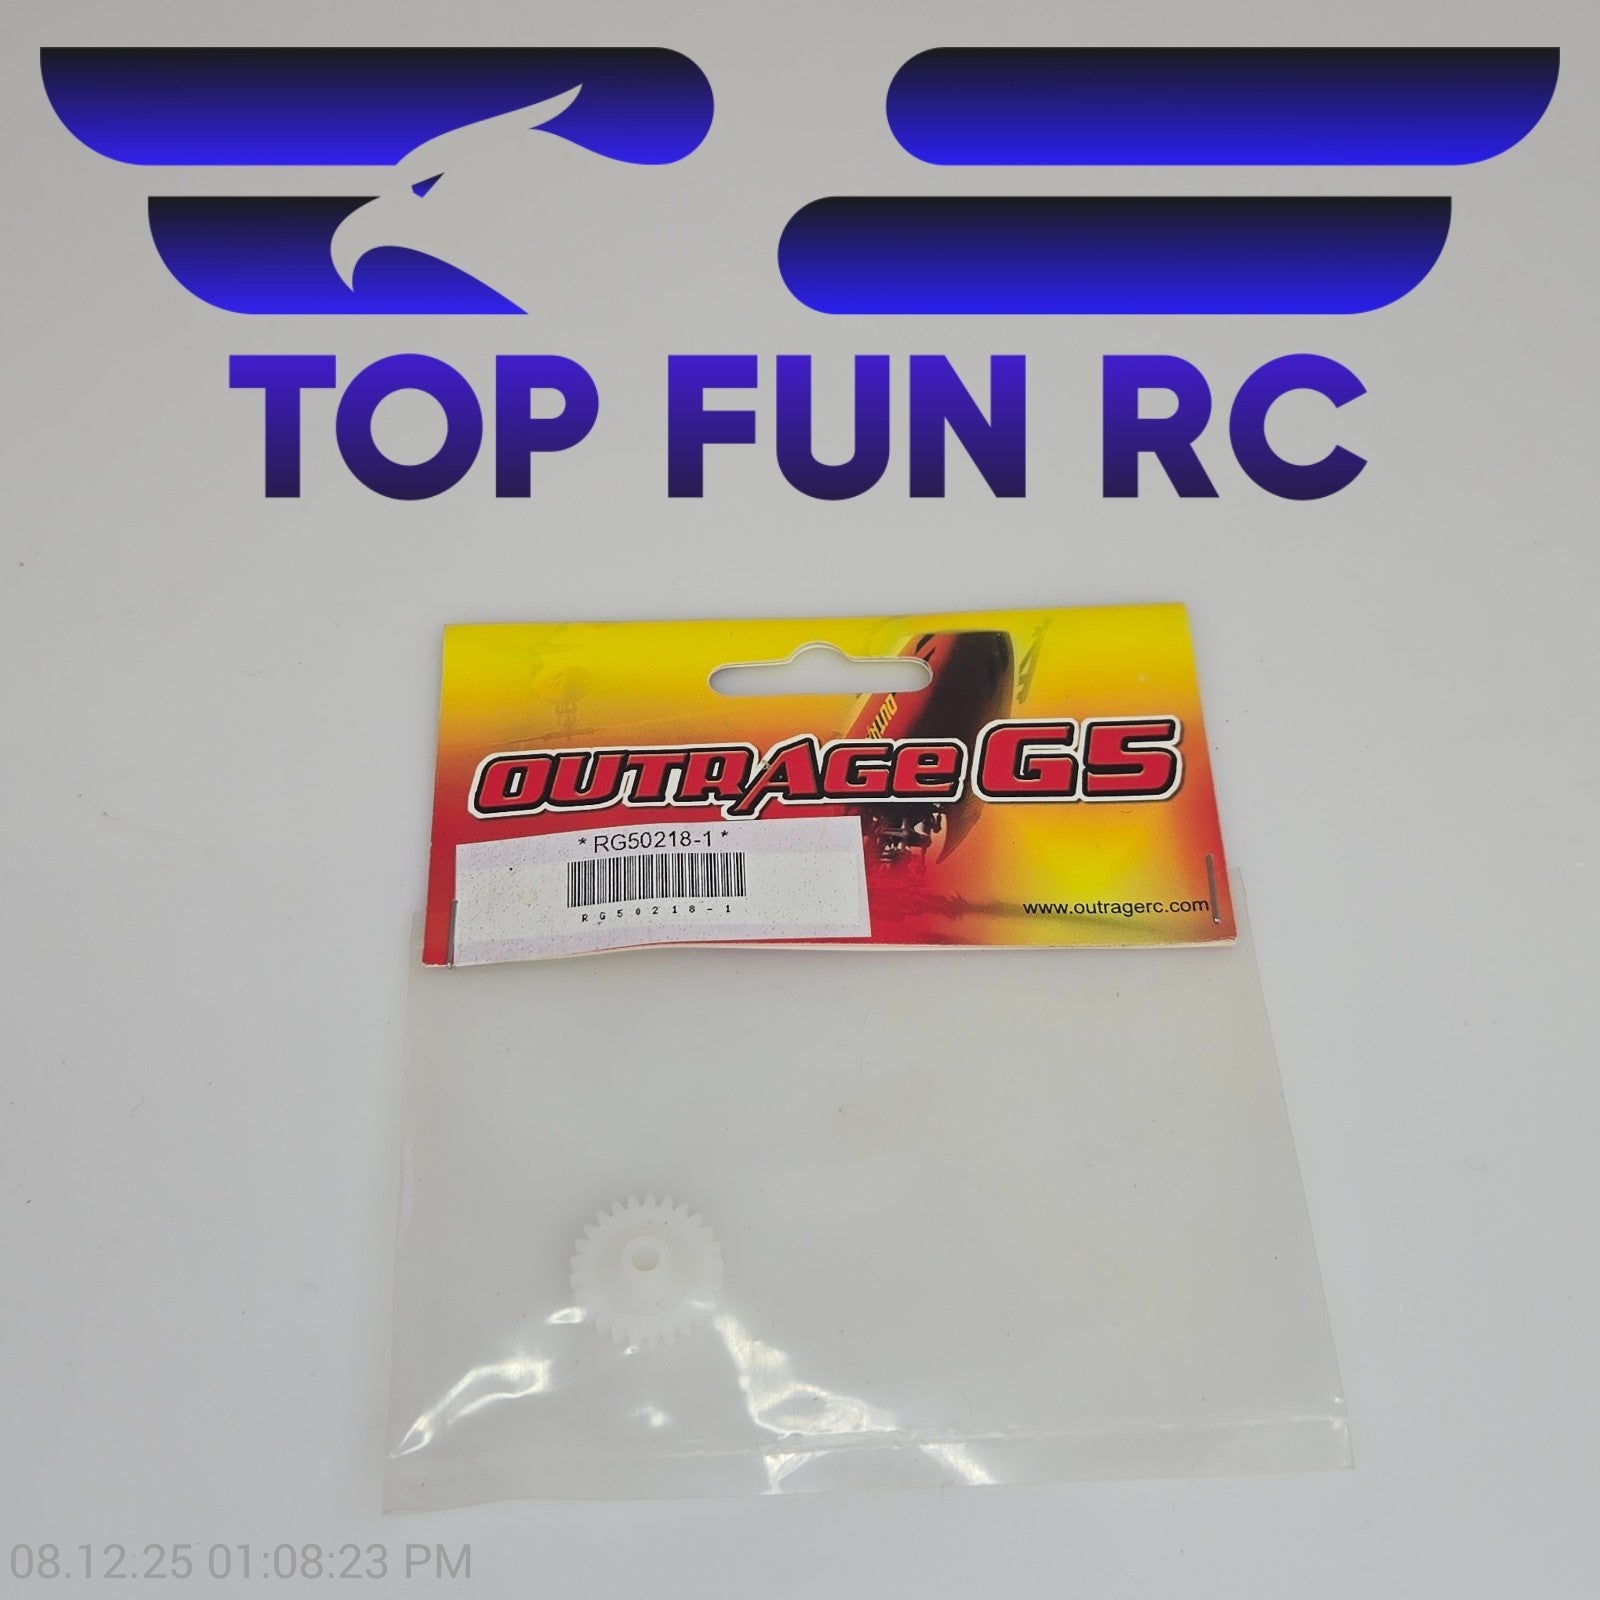 TOP FUN RC
OUTRAGE G5
*RG50218-1*
RG50218-1
www.outragerc.com
08.12.25 01:08:23 PM